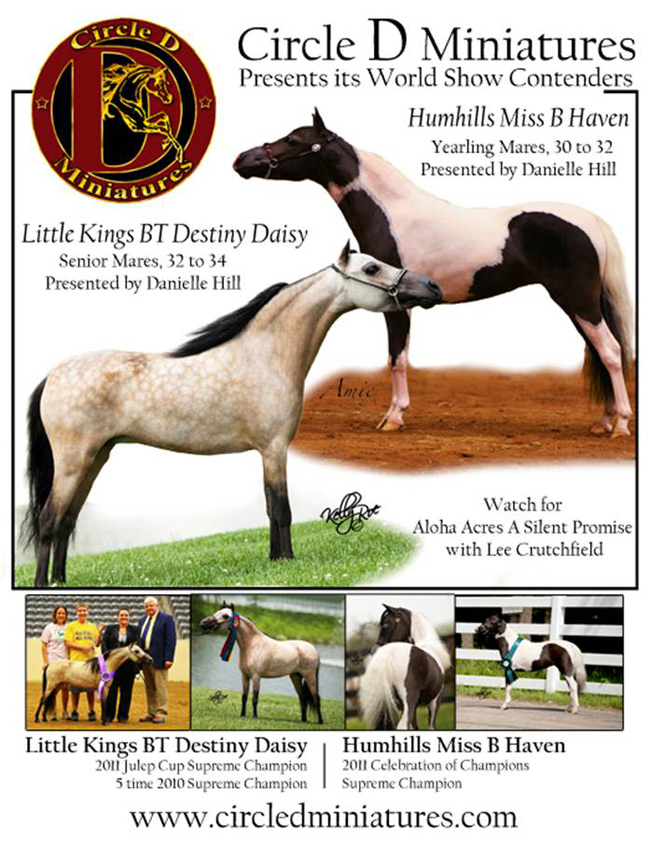 Circle D
Miniatures
Circle D Miniatures
Presents its World Show Contenders
Humhills Miss B Haven
Yearling Mares, 30 to 32
Presented by Danielle Hill
Little Kings BT Destiny Daisy
Senior Mares, 32 to 34
Presented by Danielle Hill
Amie
Kelly Rot
Watch for
Aloha Acres A Silent Promise
with Lee Crutchfield
Little Kings BT Destiny Daisy
2011 Julep Cup Supreme Champion
5 time 2010 Supreme Champion
Humhills Miss B Haven
2011 Celebration of Champions
Supreme Champion
www.circledminiatures.com